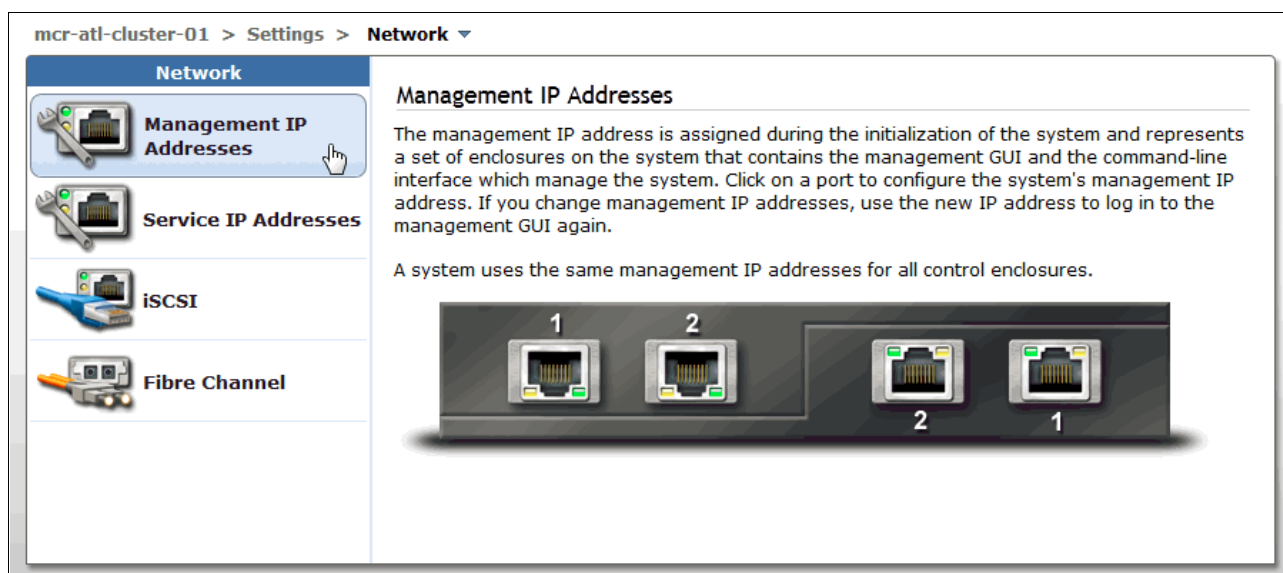 mcr-atl-cluster-01 > Settings > Network
Network
Management IP
Addresses
Service IP Addresses
iSCSI
Fibre Channel
Management IP Addresses
The management IP address is assigned during the initialization of the system and represents
a set of enclosures on the system that contains the management GUI and the command-line
interface which manage the system. Click on a port to configure the system's management IP
address. If you change management IP addresses, use the new IP address to log in to the
management GUI again.
A system uses the same management IP addresses for all control enclosures.
1 2
2 1